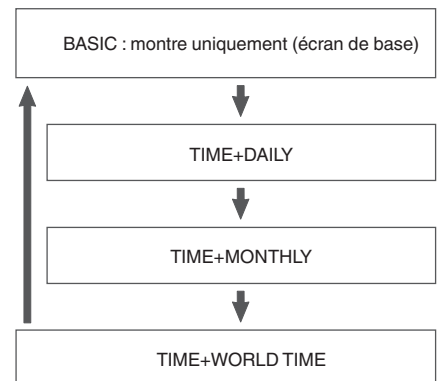 BASIC : montre uniquement (écran de base)
TIME+DAILY
TIME+MONTHLY
TIME+WORLD TIME